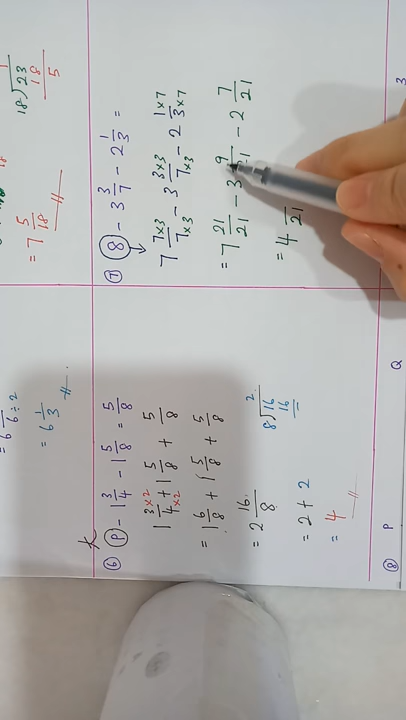 = 6 1/3
18)23
18
5
= 7 5/18
⑥ P - 1 3/4 - 1 5/8 = 5/8
1 3×2/4×2 + 1 5/8 + 5/8
= 1 6/8 + 1 5/8 + 5/8
= 2 16/8
2
8)16
16
= 2 + 2
= 4
⑦ 8 - 3 3/7 - 2 1/3 =
7 7×3/7×3 - 3 3×3/7×3 - 2 1×7/3×7
= 7 21/21 - 3 9/21 - 2 7/21
= 4 /21
⑧ P Q
3